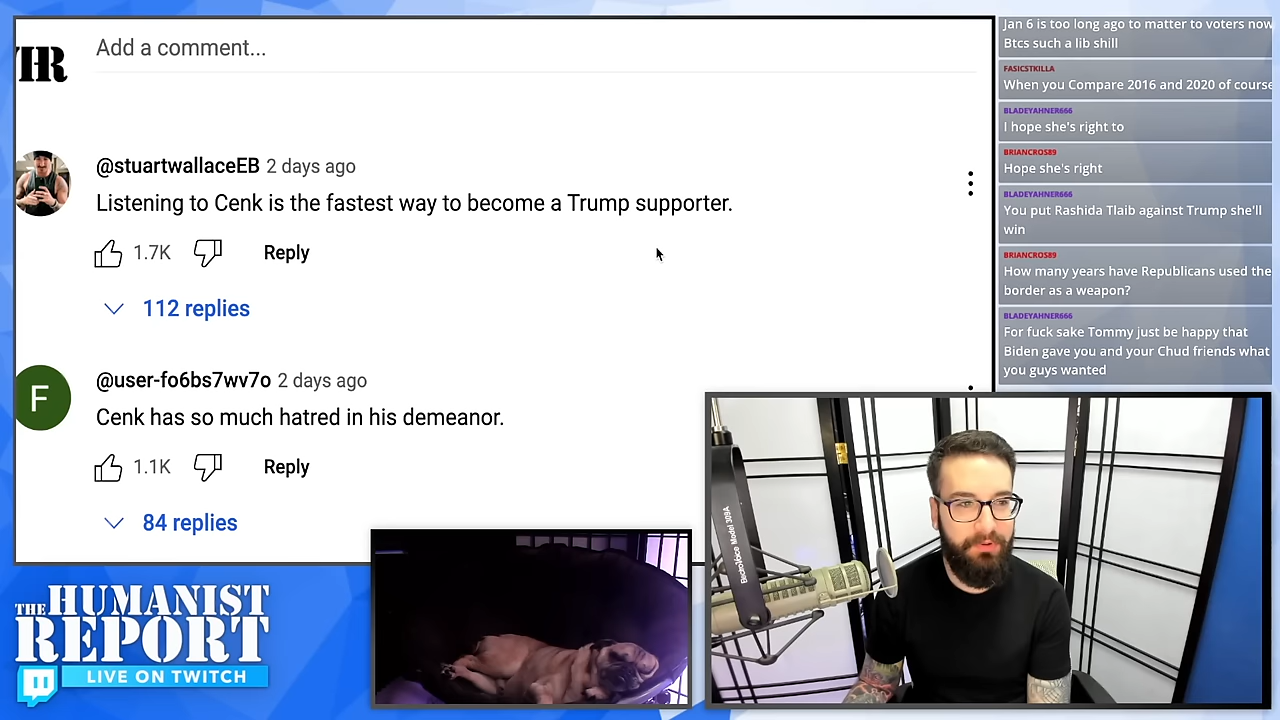 HR
Add a comment...
@stuartwallaceEB 2 days ago
Listening to Cenk is the fastest way to become a Trump supporter.
1.7K Reply
112 replies
F
@user-fo6bs7wv7o 2 days ago
Cenk has so much hatred in his demeanor.
1.1K Reply
84 replies
Jan 6 is too long ago to matter to voters now
Btcs such a lib shill
FASICSTKILLA
When you Compare 2016 and 2020 of course
BLADEYAHNER666
I hope she's right to
BRIANCROS89
Hope she's right
BLADEYAHNER666
You put Rashida Tlaib against Trump she'll
win
BRIANCROS89
How many years have Republicans used the
border as a weapon?
BLADEYAHNER666
For fuck sake Tommy just be happy that
Biden gave you and your Chud friends what
you guys wanted
THE HUMANIST
REPORT
LIVE ON TWITCH
ElectroVoice Model 309A